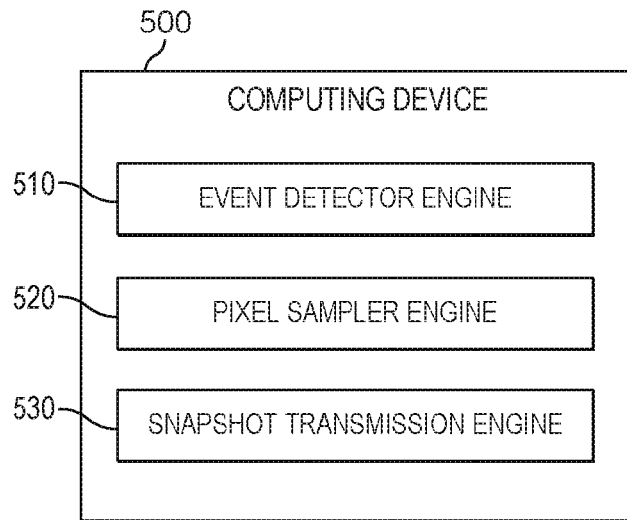 500
COMPUTING DEVICE
510
EVENT DETECTOR ENGINE
520
PIXEL SAMPLER ENGINE
530
SNAPSHOT TRANSMISSION ENGINE